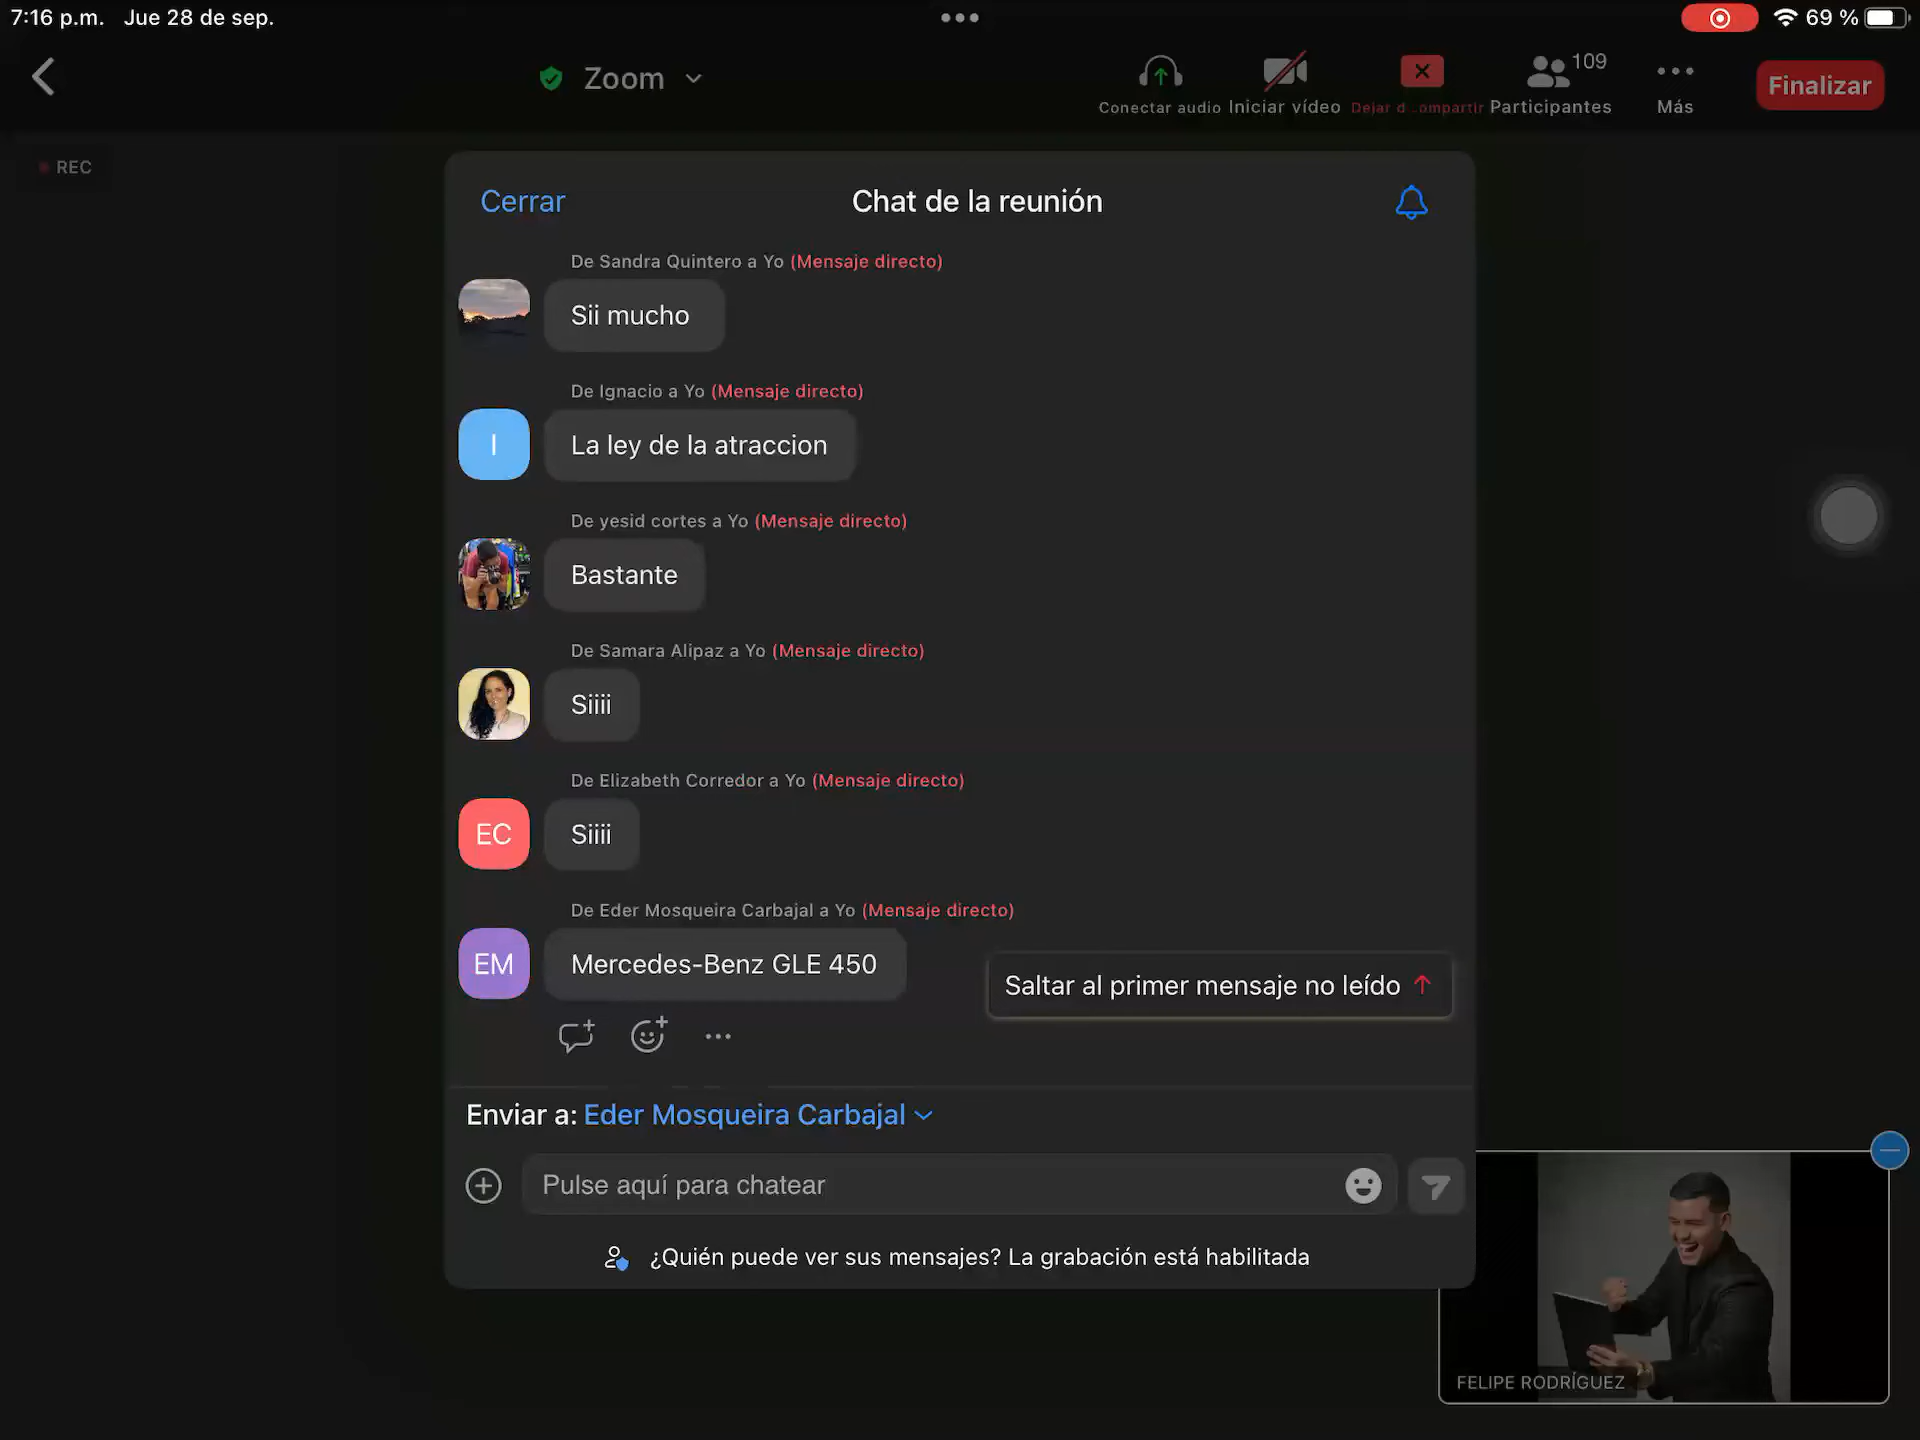 7:16 p.m. Jue 28 de sep.
69 %
Zoom
Conectar audio
Iniciar vídeo
Dejar d...ompartir
109
Participantes
Más
Finalizar
REC
Cerrar
Chat de la reunión
De Sandra Quintero a Yo (Mensaje directo)
Sii mucho
De Ignacio a Yo (Mensaje directo)
I
La ley de la atraccion
De yesid cortes a Yo (Mensaje directo)
Bastante
De Samara Alipaz a Yo (Mensaje directo)
Siiii
De Elizabeth Corredor a Yo (Mensaje directo)
EC
Siiii
De Eder Mosqueira Carbajal a Yo (Mensaje directo)
EM
Mercedes-Benz GLE 450
Saltar al primer mensaje no leído ↑
Enviar a: Eder Mosqueira Carbajal
Pulse aquí para chatear
¿Quién puede ver sus mensajes? La grabación está habilitada
FELIPE RODRÍGUEZ